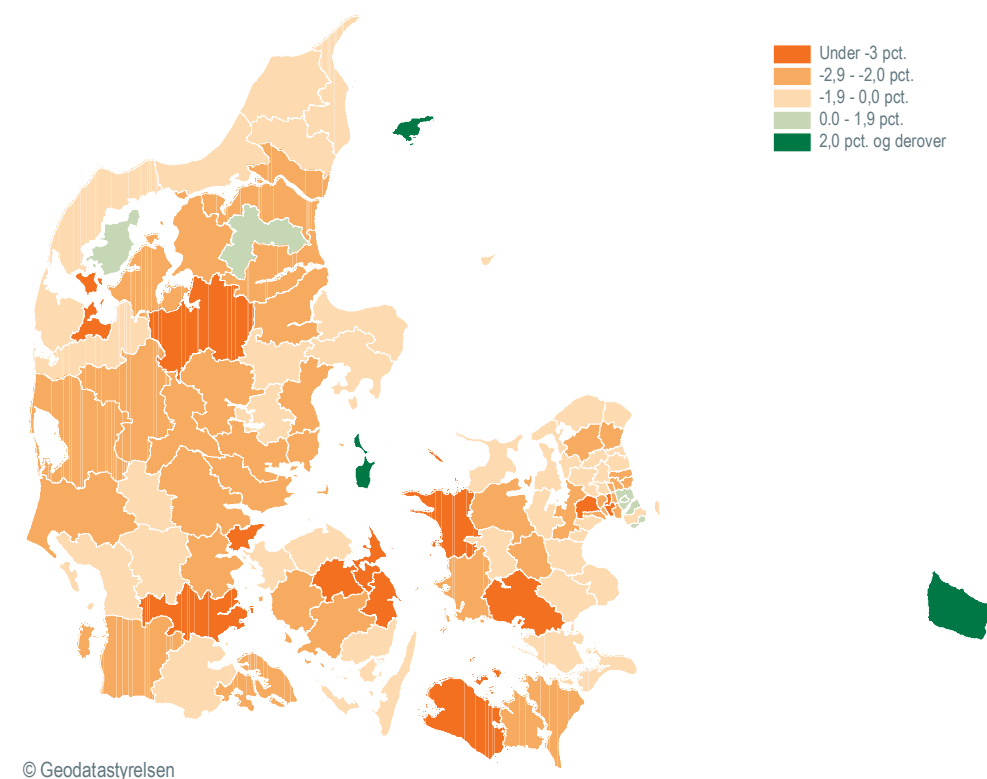 Under -3 pct.
-2,9 - -2,0 pct.
-1,9 - 0,0 pct.
0.0 - 1,9 pct.
2,0 pct. og derover
© Geodatastyrelsen